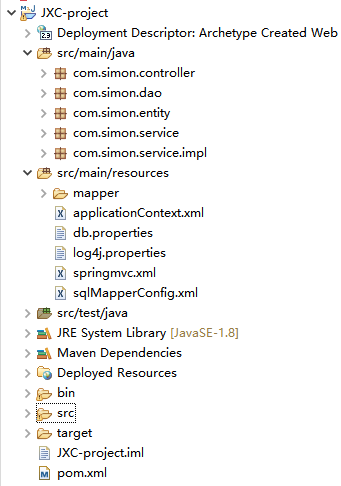 JXC-project
Deployment Descriptor: Archetype Created Web
src/main/java
com.simon.controller
com.simon.dao
com.simon.entity
com.simon.service
com.simon.service.impl
src/main/resources
mapper
applicationContext.xml
db.properties
log4j.properties
springmvc.xml
sqlMapperConfig.xml
src/test/java
JRE System Library [JavaSE-1.8]
Maven Dependencies
Deployed Resources
bin
src
target
JXC-project.iml
pom.xml